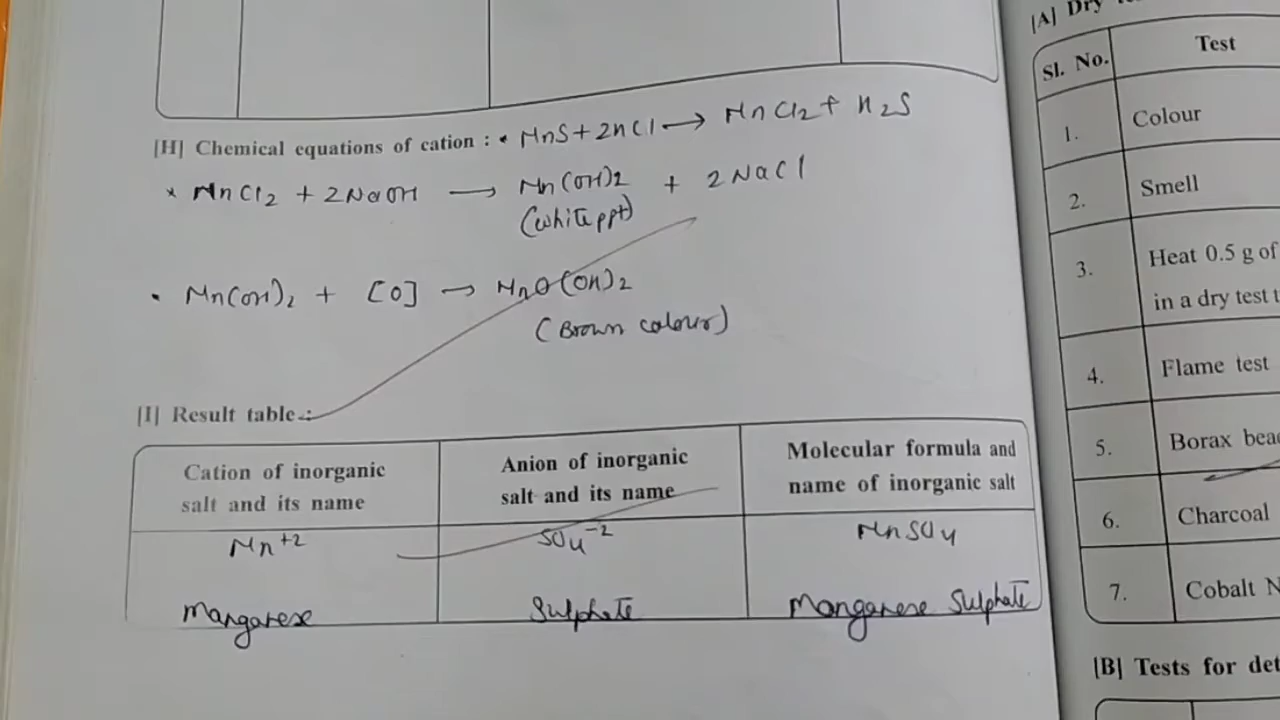 [H] Chemical equations of cation : • MnS + 2HCl → MnCl2 + H2S
* MnCl2 + 2NaOH → Mn(OH)2 + 2NaCl
(white ppt)
• Mn(OH)2 + [O] → MnO(OH)2
(Brown colour)
[I] Result table :
Cation of inorganic salt and its name
Anion of inorganic salt and its name
Molecular formula and name of inorganic salt
Mn+2
SO4-2
MnSO4
Manganese
Sulphate
Manganese Sulphate
[A] Dry
Sl. No.
Test
1.
Colour
2.
Smell
3.
Heat 0.5 g of
in a dry test t
4.
Flame test
5.
Borax bea
6.
Charcoal
7.
Cobalt N
[B] Tests for det